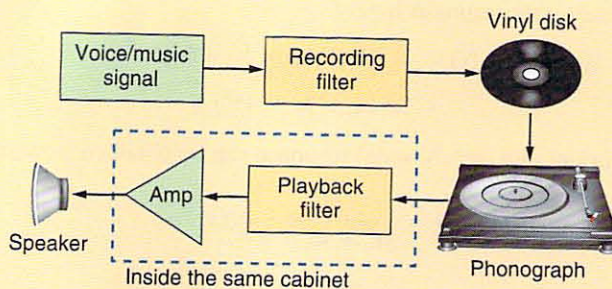 Vinyl disk
Voice/music
signal
Recording
filter
Amp
Playback
filter
Speaker
Phonograph
Inside the same cabinet